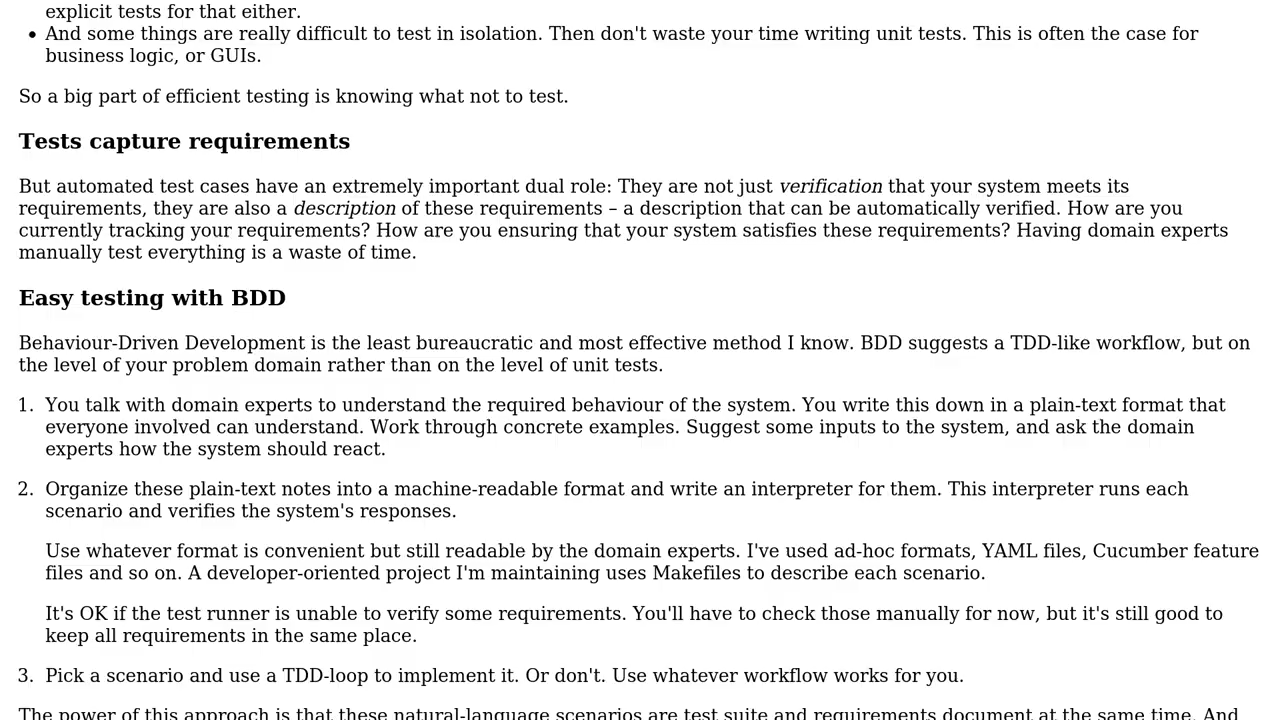 explicit tests for that either.
• And some things are really difficult to test in isolation. Then don't waste your time writing unit tests. This is often the case for
business logic, or GUIs.
So a big part of efficient testing is knowing what not to test.
Tests capture requirements
But automated test cases have an extremely important dual role: They are not just verification that your system meets its
requirements, they are also a description of these requirements – a description that can be automatically verified. How are you
currently tracking your requirements? How are you ensuring that your system satisfies these requirements? Having domain experts
manually test everything is a waste of time.
Easy testing with BDD
Behaviour-Driven Development is the least bureaucratic and most effective method I know. BDD suggests a TDD-like workflow, but on
the level of your problem domain rather than on the level of unit tests.
1. You talk with domain experts to understand the required behaviour of the system. You write this down in a plain-text format that
everyone involved can understand. Work through concrete examples. Suggest some inputs to the system, and ask the domain
experts how the system should react.
2. Organize these plain-text notes into a machine-readable format and write an interpreter for them. This interpreter runs each
scenario and verifies the system's responses.
Use whatever format is convenient but still readable by the domain experts. I've used ad-hoc formats, YAML files, Cucumber feature
files and so on. A developer-oriented project I'm maintaining uses Makefiles to describe each scenario.
It's OK if the test runner is unable to verify some requirements. You'll have to check those manually for now, but it's still good to
keep all requirements in the same place.
3. Pick a scenario and use a TDD-loop to implement it. Or don't. Use whatever workflow works for you.
The power of this approach is that these natural-language scenarios are test suite and requirements document at the same time. And